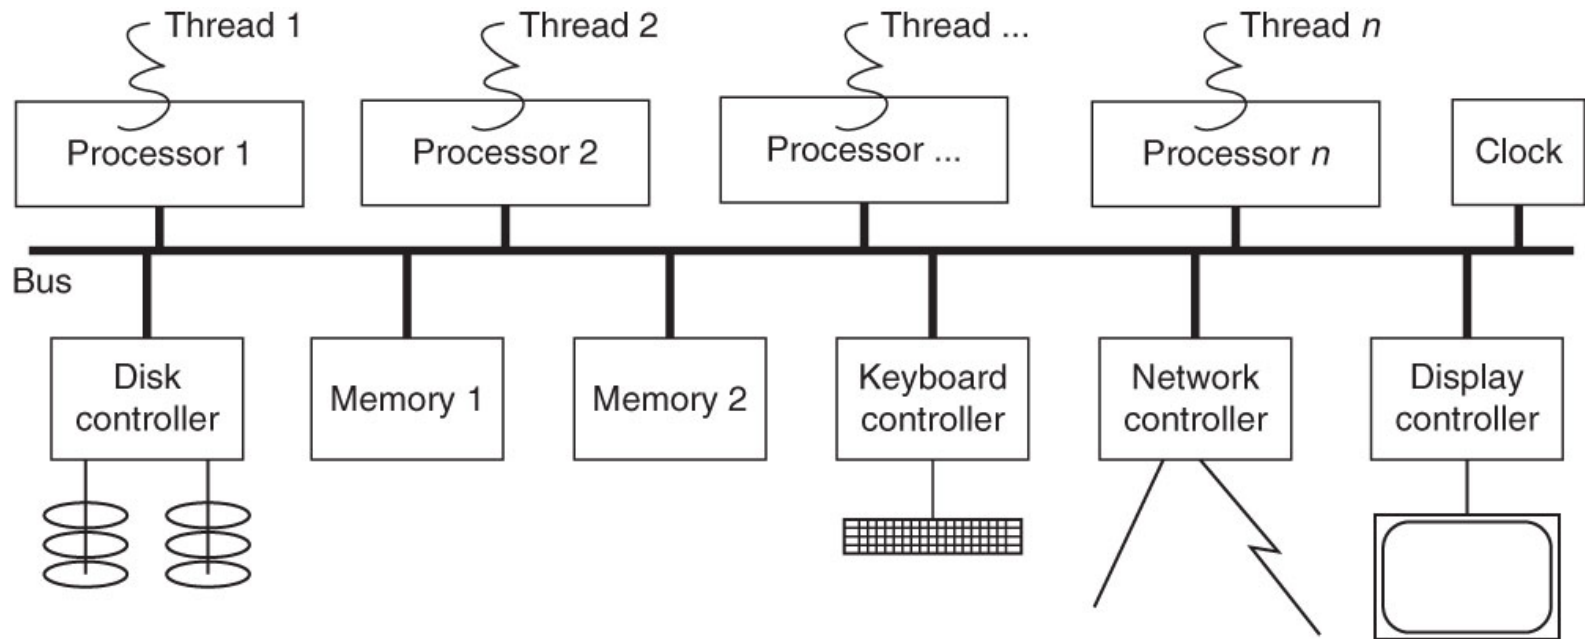 Thread 1
Thread 2
Thread ...
Thread n
Processor 1
Processor 2
Processor ...
Processor n
Clock
Bus
Disk
controller
Memory 1
Memory 2
Keyboard
controller
Network
controller
Display
controller